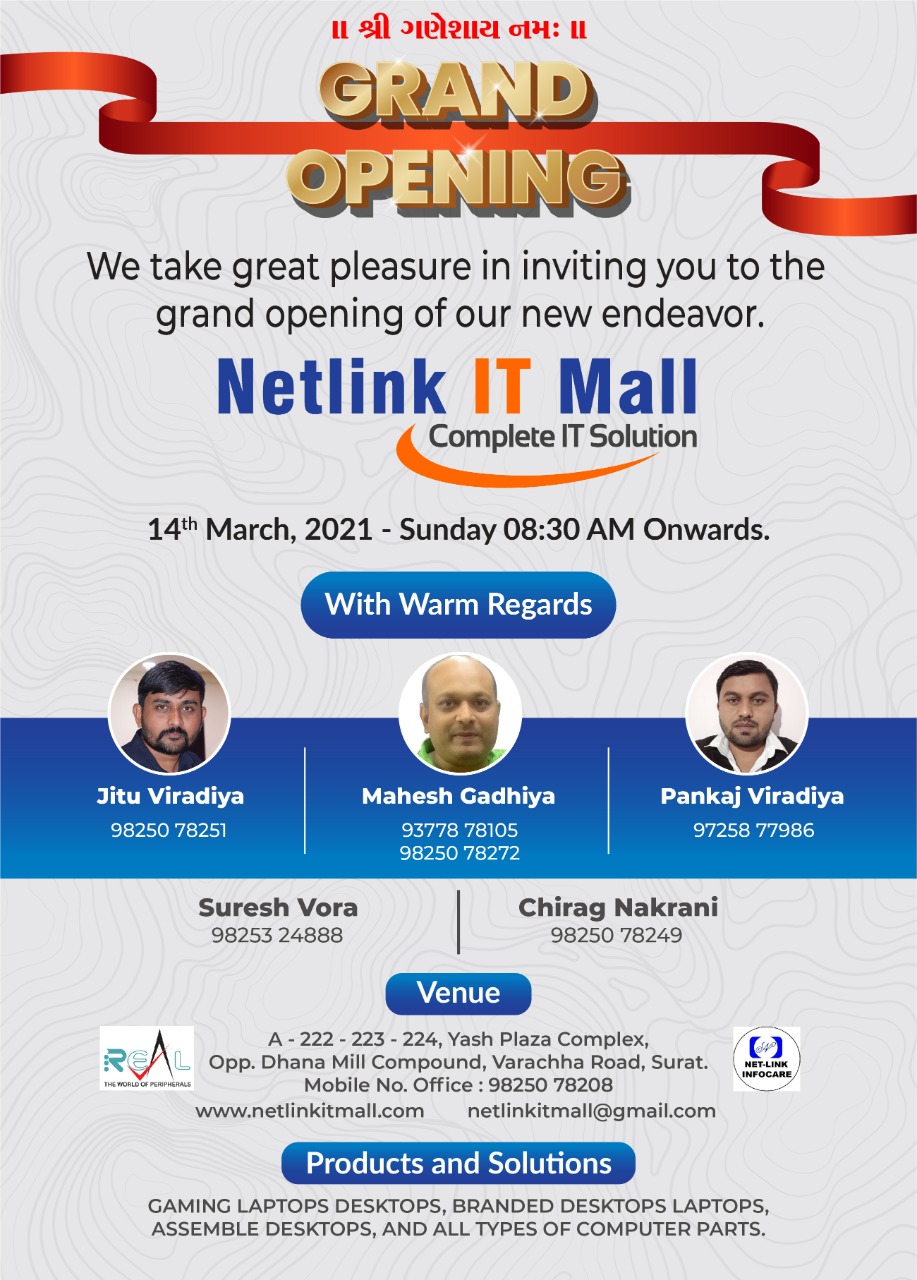 ॥ શ્રી ગણેશાય નમઃ ॥
GRAND
OPENING
We take great pleasure in inviting you to the
grand opening of our new endeavor.
Netlink IT Mall
Complete IT Solution
14th March, 2021 - Sunday 08:30 AM Onwards.
With Warm Regards
Jitu Viradiya
98250 78251
Mahesh Gadhiya
93778 78105
98250 78272
Pankaj Viradiya
97258 77986
Suresh Vora
98253 24888
Chirag Nakrani
98250 78249
Venue
REAL
THE WORLD OF PERIPHERALS
A - 222 - 223 - 224, Yash Plaza Complex,
Opp. Dhana Mill Compound, Varachha Road, Surat.
Mobile No. Office : 98250 78208
www.netlinkitmall.com netlinkitmall@gmail.com
NET-LINK
INFOCARE
Products and Solutions
GAMING LAPTOPS DESKTOPS, BRANDED DESKTOPS LAPTOPS,
ASSEMBLE DESKTOPS, AND ALL TYPES OF COMPUTER PARTS.